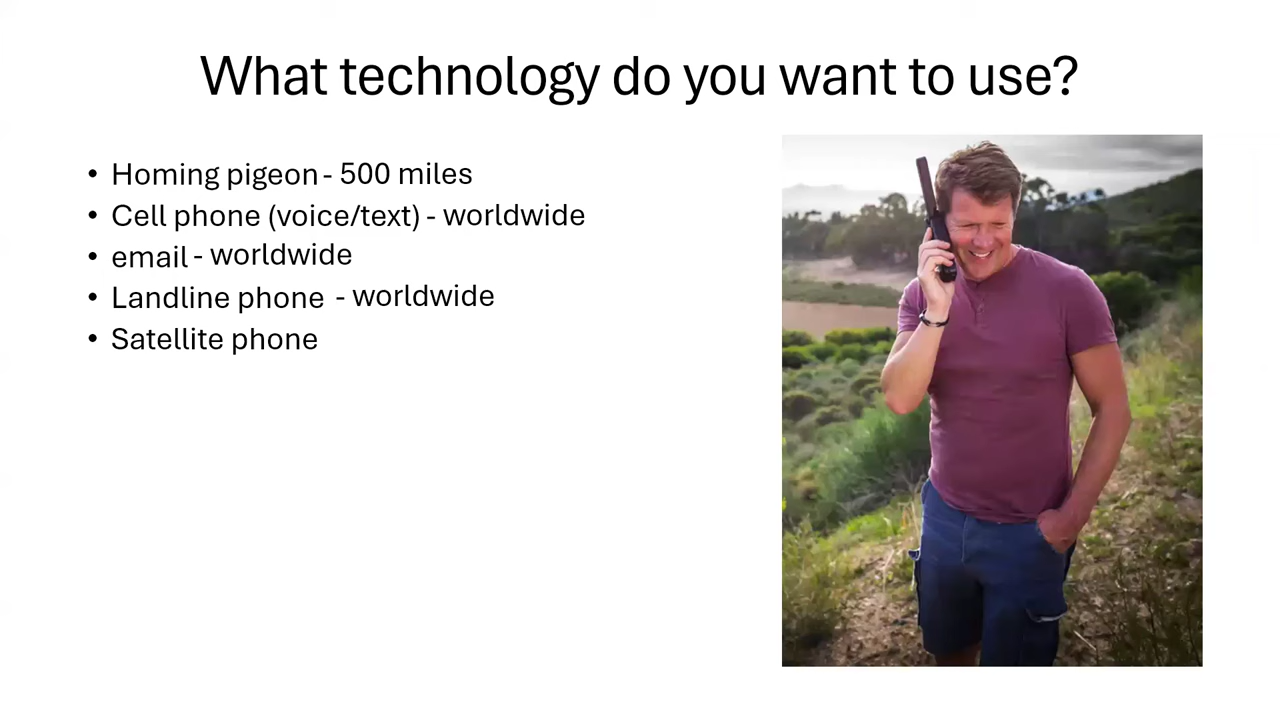 What technology do you want to use?
• Homing pigeon - 500 miles
• Cell phone (voice/text) - worldwide
• email - worldwide
• Landline phone - worldwide
• Satellite phone